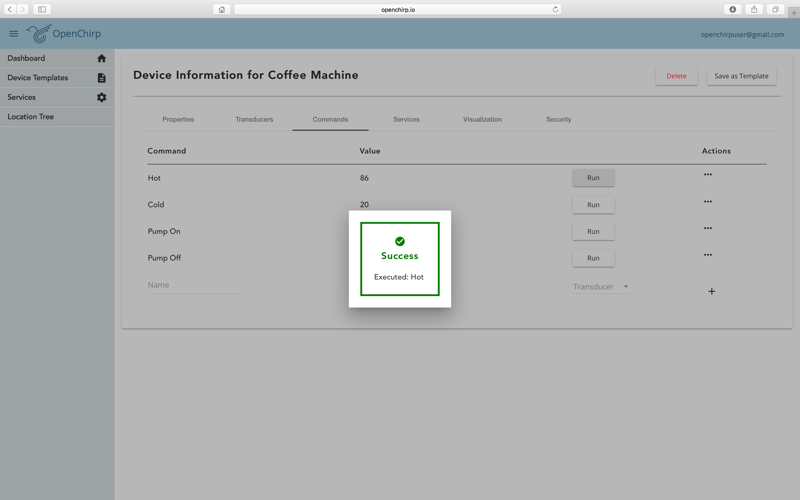 openchirp.io
OpenChirp
openchirpuser@gmail.com
Dashboard
Device Templates
Services
Location Tree
Device Information for Coffee Machine
Delete
Save as Template
Properties
Transducers
Commands
Services
Visualization
Security
Command
Value
Actions
Hot
86
Run
Cold
20
Run
Pump On
Run
Pump Off
Run
Name
Transducer
Success
Executed: Hot